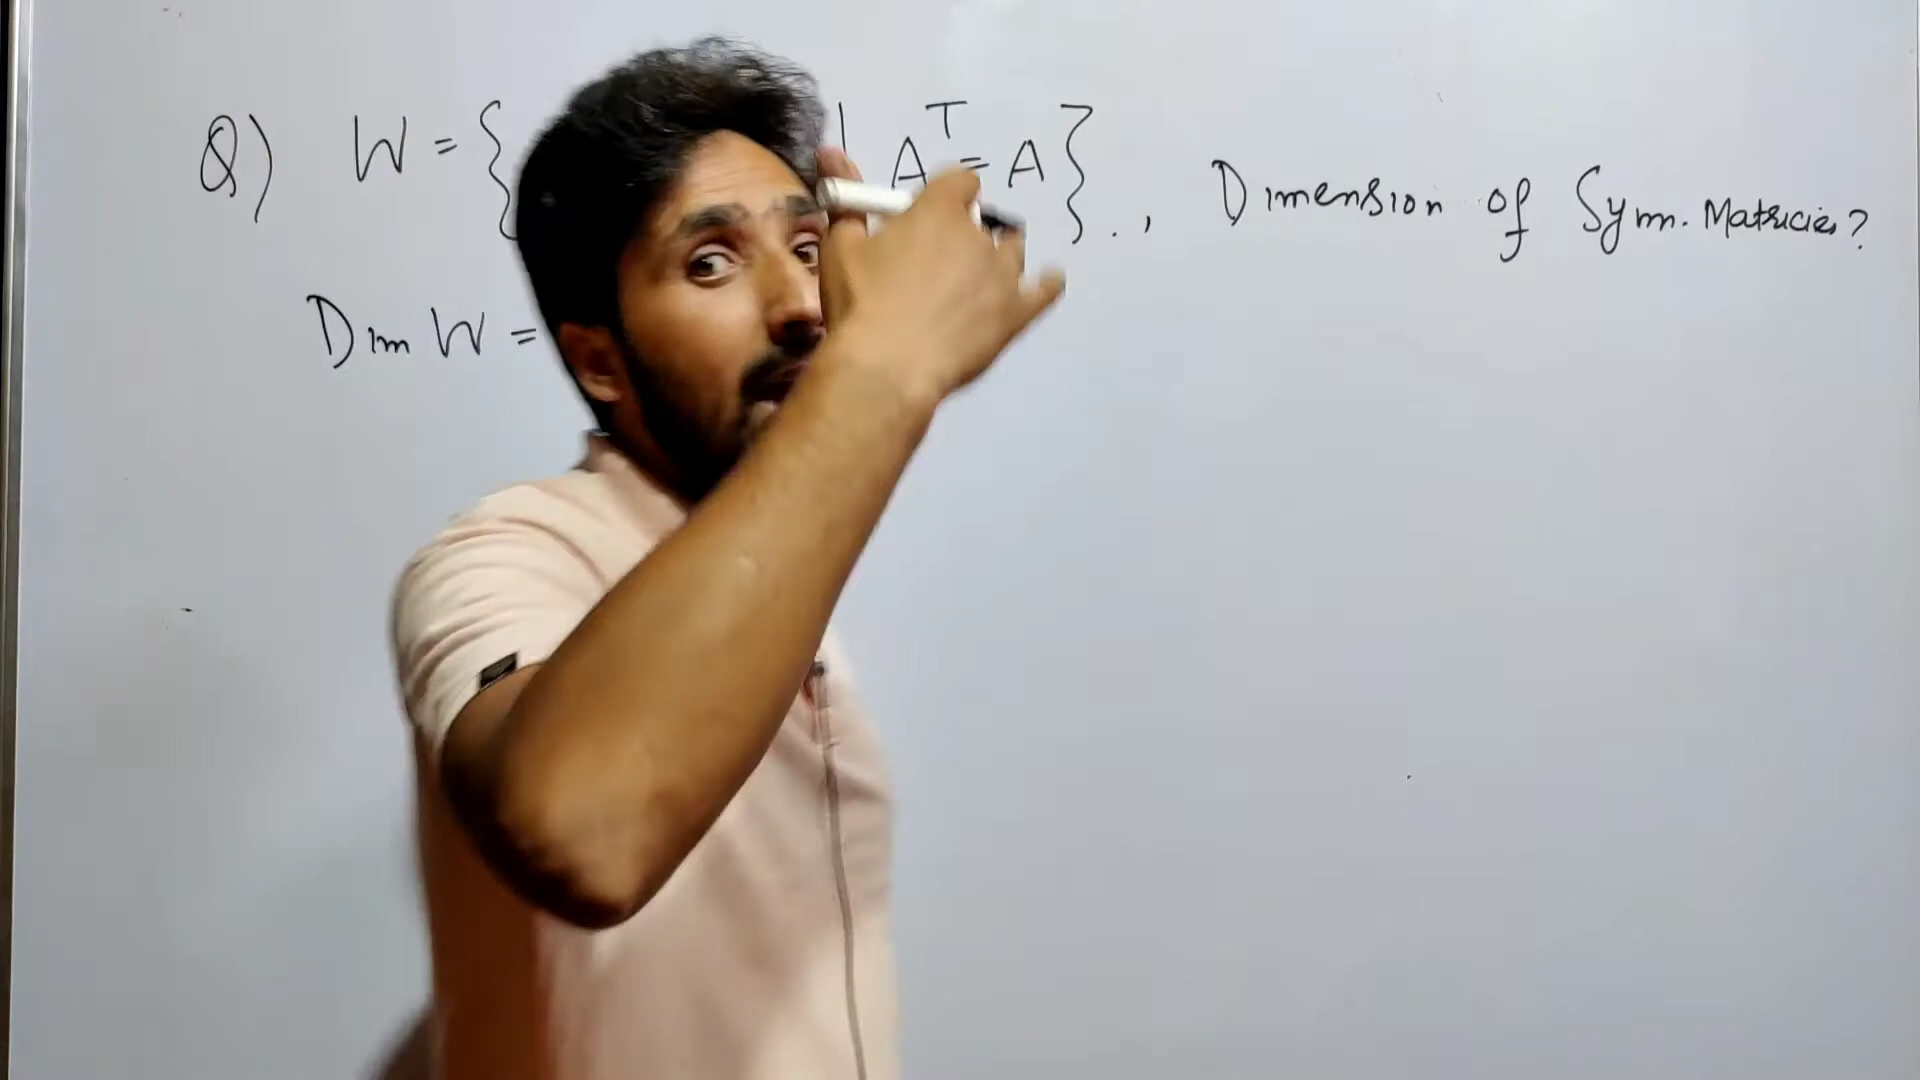 Q) W = { | Aᵀ = A } . , Dimension of Sym. Matricies?
Dim W =